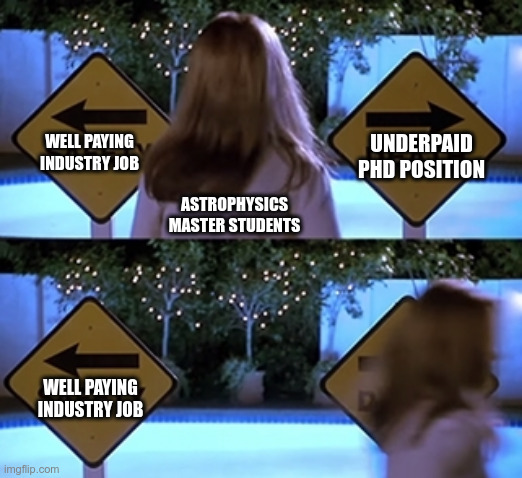 WELL PAYING
INDUSTRY JOB
UNDERPAID
PHD POSITION
ASTROPHYSICS
MASTER STUDENTS
WELL PAYING
INDUSTRY JOB
imgflip.com